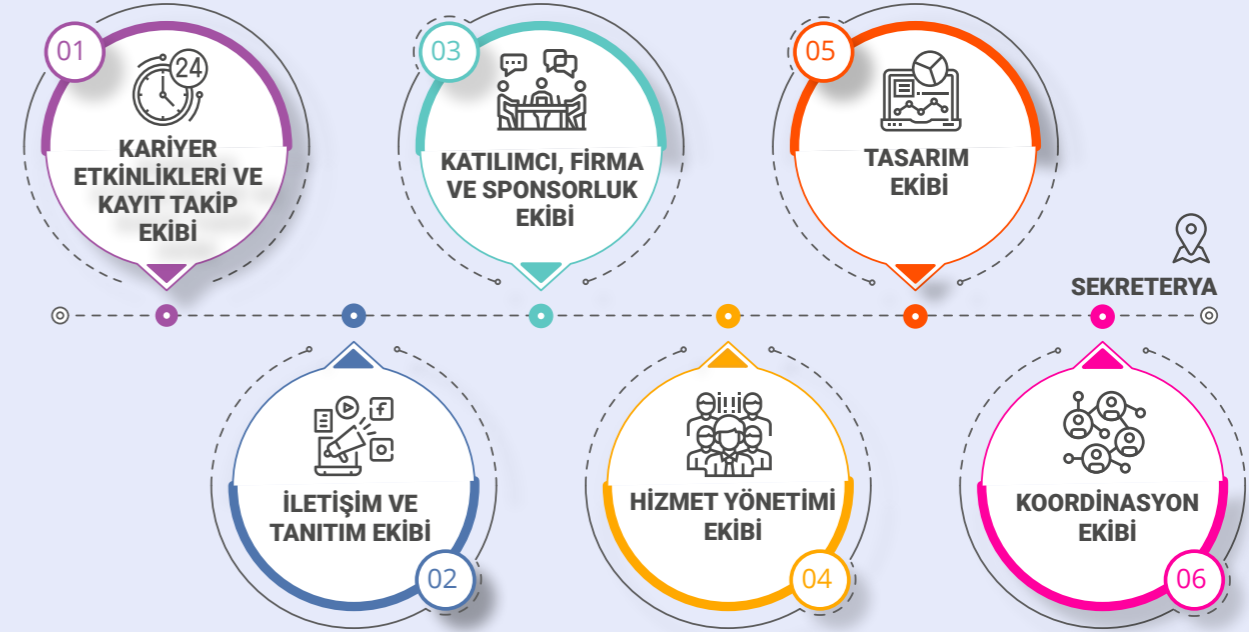 01
24
KARİYER
ETKİNLİKLERİ VE
KAYIT TAKİP
EKİBİ
03
KATILIMCI, FİRMA
VE SPONSORLUK
EKİBİ
05
TASARIM
EKİBİ
SEKRETERYA
İLETİŞİM VE
TANITIM EKİBİ
02
HİZMET YÖNETİMİ
EKİBİ
04
KOORDİNASYON
EKİBİ
06